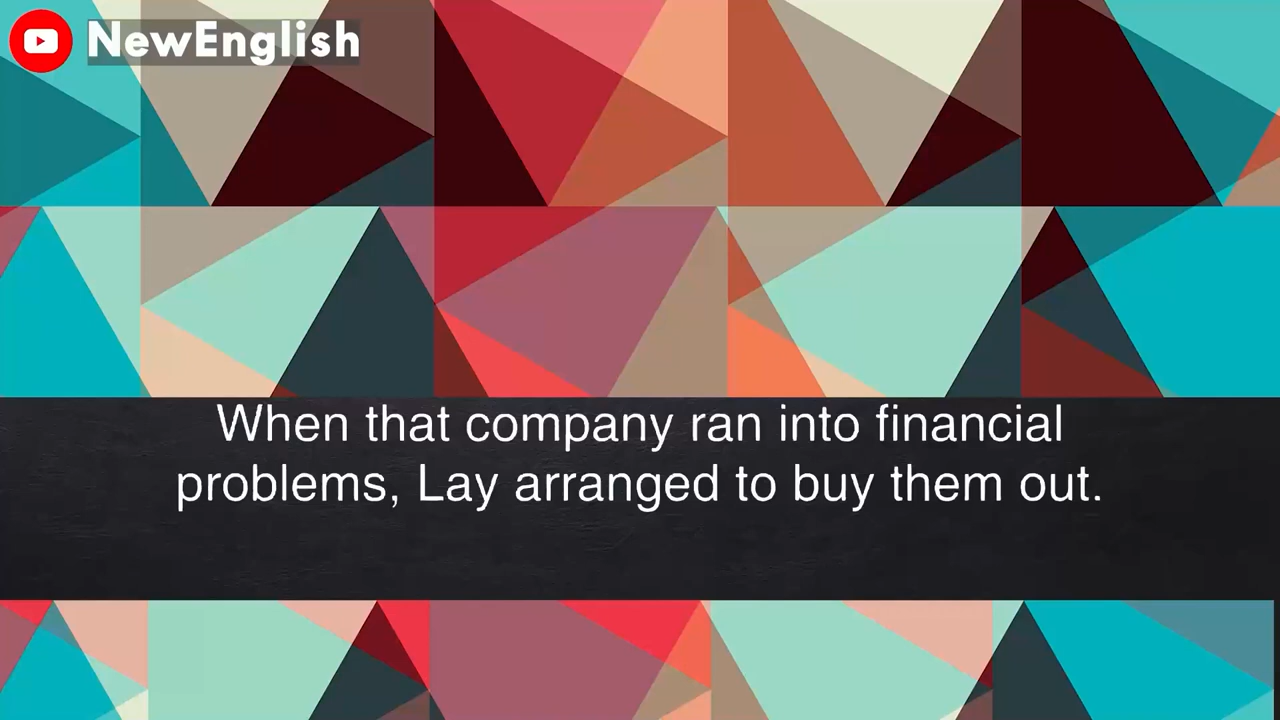 NewEnglish
When that company ran into financial
problems, Lay arranged to buy them out.